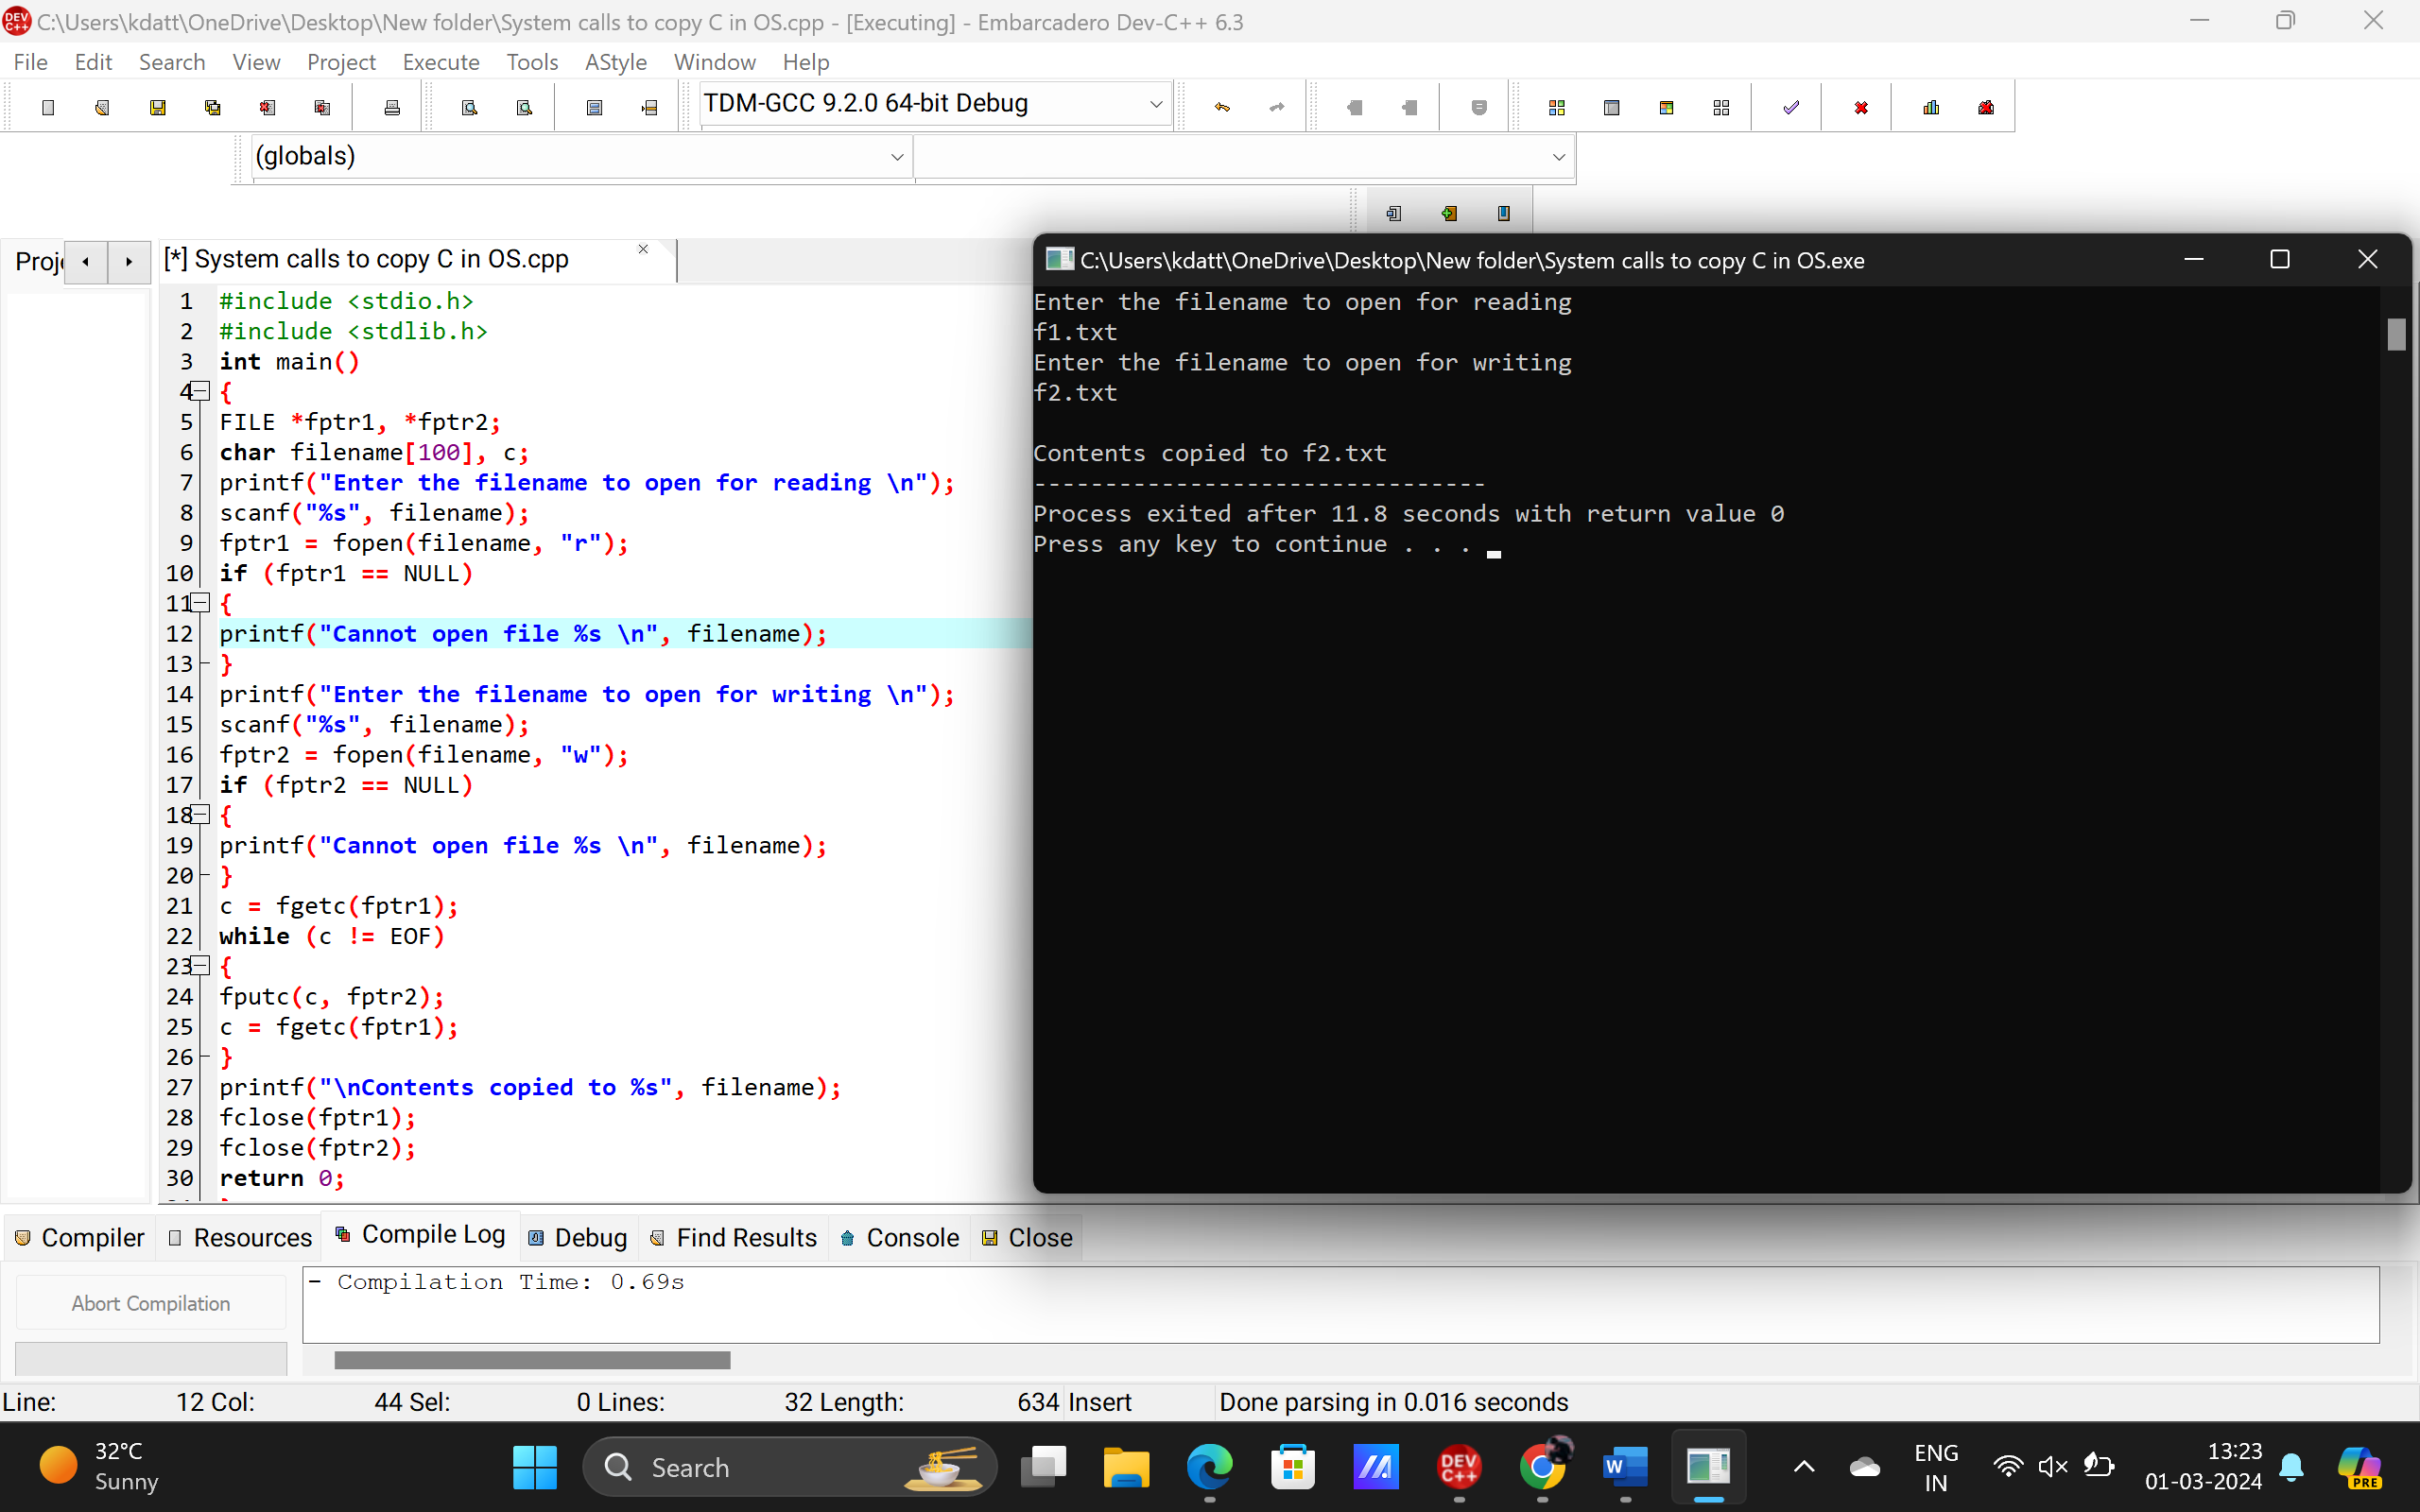 C:\Users\kdatt\OneDrive\Desktop\New folder\System calls to copy C in OS.cpp - [Executing] - Embarcadero Dev-C++ 6.3
File Edit Search View Project Execute Tools AStyle Window Help
TDM-GCC 9.2.0 64-bit Debug
(globals)
Proje
[*] System calls to copy C in OS.cpp
1 #include <stdio.h>
2 #include <stdlib.h>
3 int main()
4 {
5 FILE *fptr1, *fptr2;
6 char filename[100], c;
7 printf("Enter the filename to open for reading \n");
8 scanf("%s", filename);
9 fptr1 = fopen(filename, "r");
10 if (fptr1 == NULL)
11 {
12 printf("Cannot open file %s \n", filename);
13 }
14 printf("Enter the filename to open for writing \n");
15 scanf("%s", filename);
16 fptr2 = fopen(filename, "w");
17 if (fptr2 == NULL)
18 {
19 printf("Cannot open file %s \n", filename);
20 }
21 c = fgetc(fptr1);
22 while (c != EOF)
23 {
24 fputc(c, fptr2);
25 c = fgetc(fptr1);
26 }
27 printf("\nContents copied to %s", filename);
28 fclose(fptr1);
29 fclose(fptr2);
30 return 0;
C:\Users\kdatt\OneDrive\Desktop\New folder\System calls to copy C in OS.exe
Enter the filename to open for reading
f1.txt
Enter the filename to open for writing
f2.txt
Contents copied to f2.txt
--------------------------------
Process exited after 11.8 seconds with return value 0
Press any key to continue . . .
Compiler Resources Compile Log Debug Find Results Console Close
Abort Compilation
- Compilation Time: 0.69s
Line: 12 Col: 44 Sel: 0 Lines: 32 Length: 634 Insert Done parsing in 0.016 seconds
32°C
Sunny
Search
DEV C++
W
ENG
IN
13:23
01-03-2024
PRE